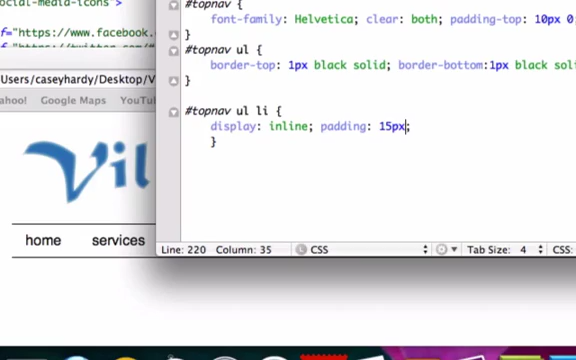 ocial-media-icons">
#topnav {
font-family: Helvetica; clear: both; padding-top: 10px 0
f="https://www.facebook.
}
#topnav ul {
border-top: 1px black solid; border-bottom:1px black soli
}
Users/caseyhardy/Desktop/V
ahoo! Google Maps YouTu
#topnav ul li {
display: inline; padding: 15px;
}
Vil
home services
Line: 220 Column: 35 CSS Tab Size: 4 CSS: